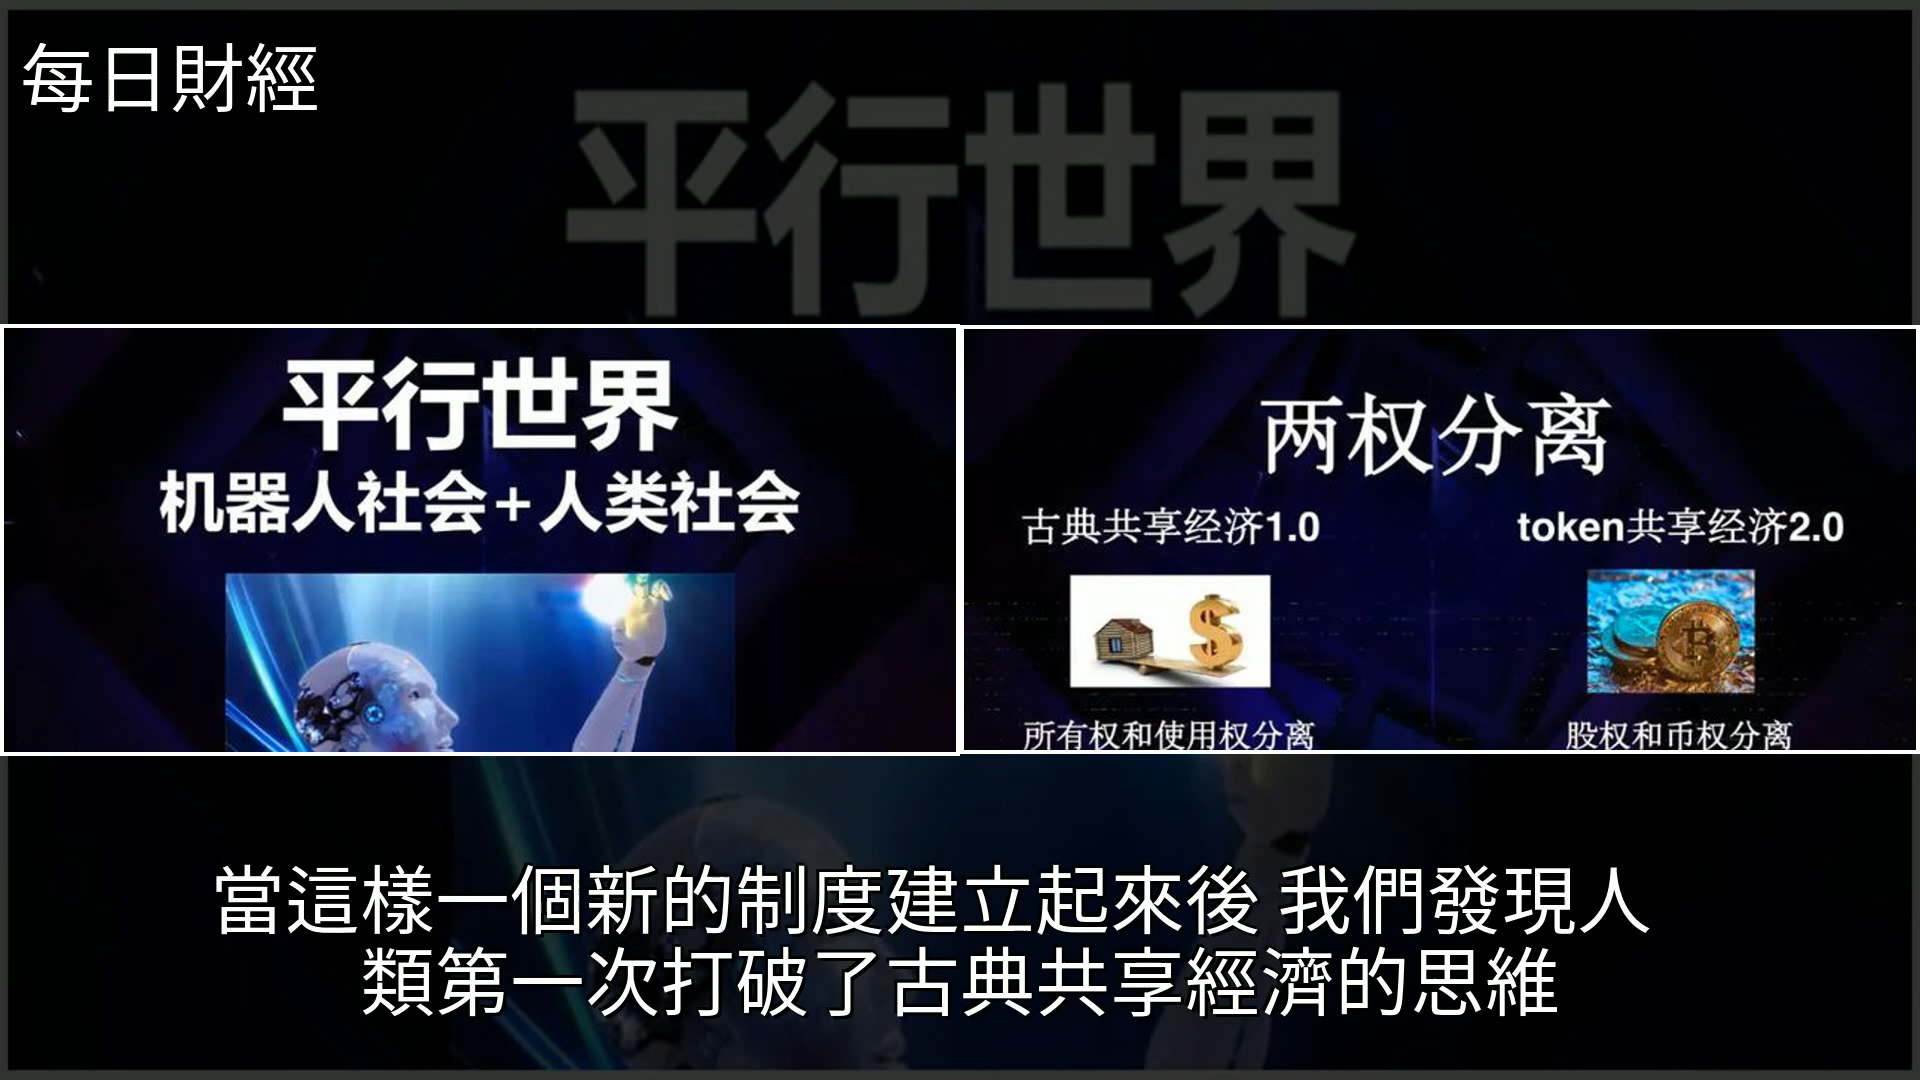 每日財經
平行世界
平行世界
机器人社会+人类社会
两权分离
古典共享经济1.0
token共享经济2.0
所有权和使用权分离
股权和币权分离
當這樣一個新的制度建立起來後 我們發現人
類第一次打破了古典共享經濟的思維